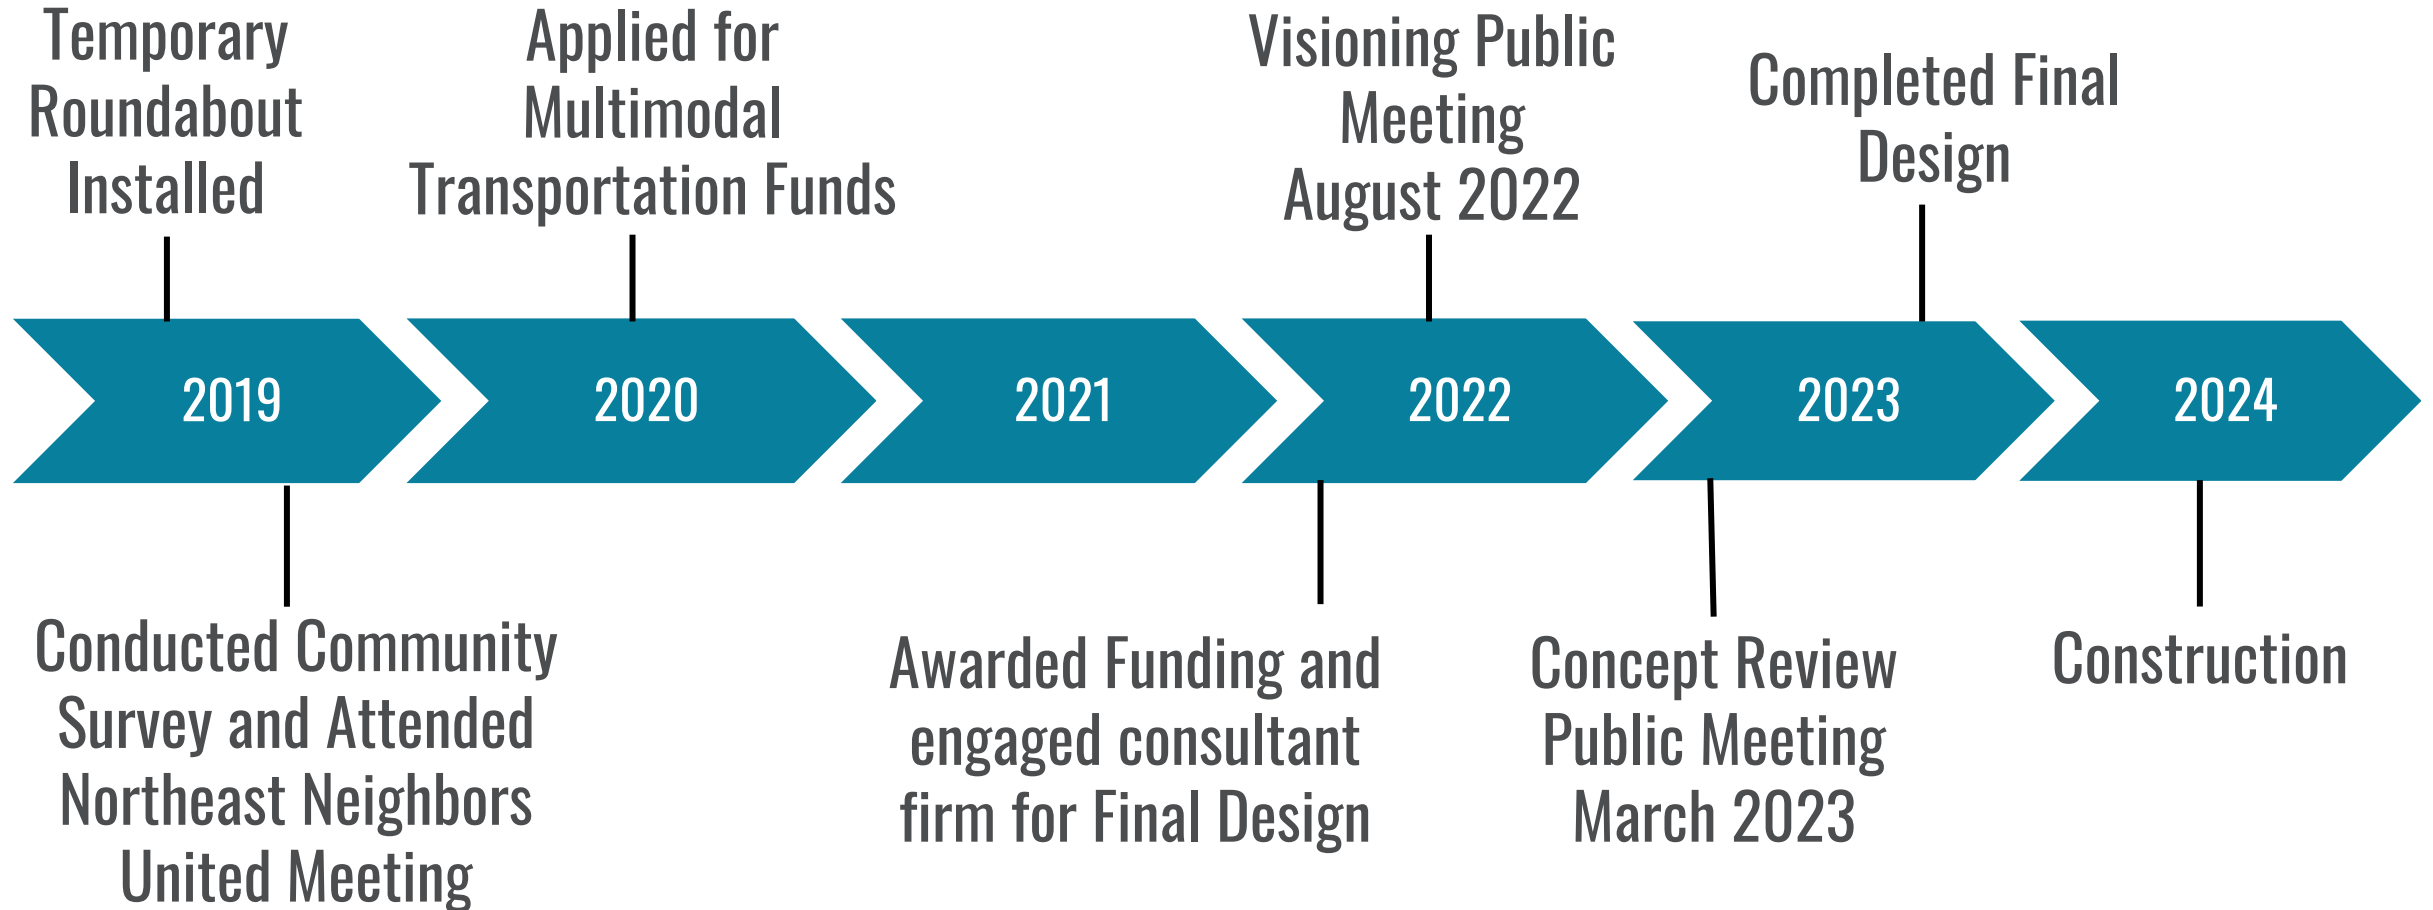 Temporary
Roundabout
Installed
Applied for
Multimodal
Transportation Funds
Visioning Public
Meeting
August 2022
Completed Final
Design
2019
2020
2021
2022
2023
2024
Conducted Community
Survey and Attended
Northeast Neighbors
United Meeting
Awarded Funding and
engaged consultant
firm for Final Design
Concept Review
Public Meeting
March 2023
Construction